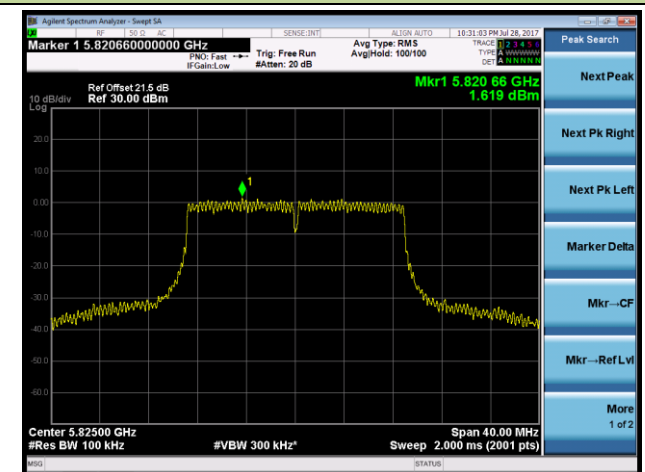 Agilent Spectrum Analyzer - Swept SA
RF 50 Ω AC SENSE:INT ALIGN AUTO 10:31:03 PM Jul 28, 2017
Marker 1 5.820660000000 GHz
PNO: Fast
IFGain:Low
Trig: Free Run
#Atten: 20 dB
Avg Type: RMS
Avg|Hold: 100/100
TRACE 1 2 3 4 5 6
TYPE A WWWWW
DET A N N N N N
Peak Search
Ref Offset 21.5 dB
10 dB/div Ref 30.00 dBm
Log
Mkr1 5.820 66 GHz
1.619 dBm
20.0
10.0
0.00
-10.0
-20.0
-30.0
-40.0
-50.0
-60.0
1
Center 5.82500 GHz Span 40.00 MHz
#Res BW 100 kHz #VBW 300 kHz* Sweep 2.000 ms (2001 pts)
MSG STATUS
Next Peak
Next Pk Right
Next Pk Left
Marker Delta
Mkr→CF
Mkr→Ref Lvl
More
1 of 2